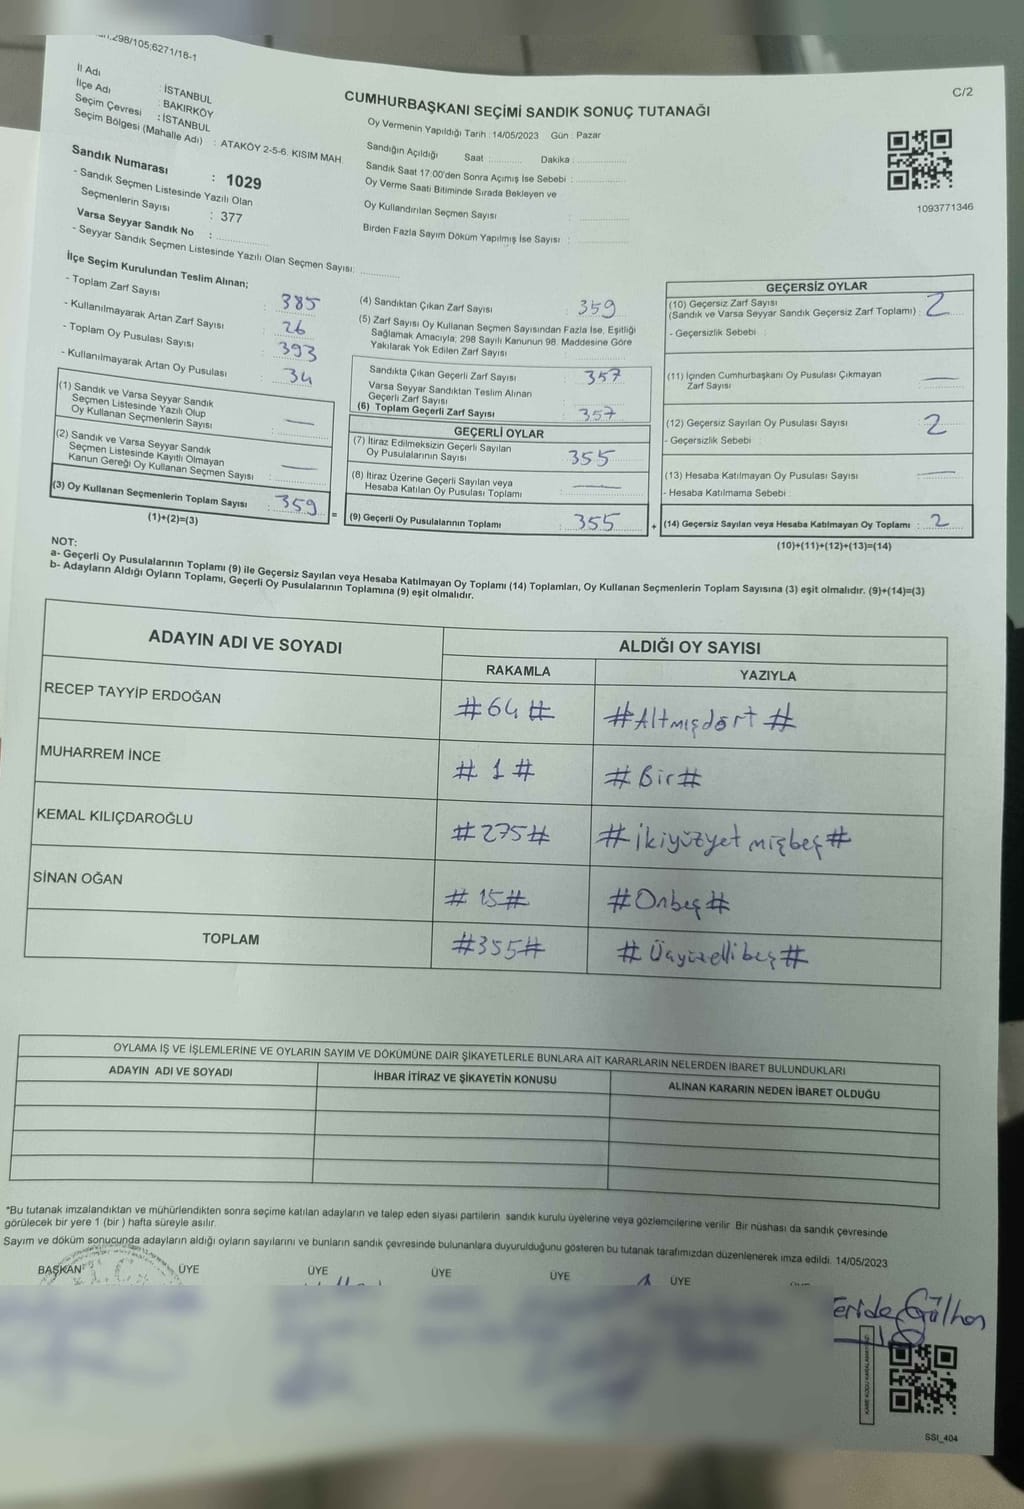 298/105;6271/18-1
C/2
İl Adı : İSTANBUL
İlçe Adı : BAKIRKÖY
Seçim Çevresi : İSTANBUL
Seçim Bölgesi (Mahalle Adı) : ATAKÖY 2-5-6. KISIM MAH
CUMHURBAŞKANI SEÇİMİ SANDIK SONUÇ TUTANAĞI
Oy Vermenin Yapıldığı Tarih : 14/05/2023 Gün : Pazar
Sandığın Açıldığı Saat ........... Dakika : ..............
Sandık Saat 17:00'den Sonra Açımış İse Sebebi : ..............
Oy Verme Saati Bitiminde Sırada Bekleyen ve
Oy Kullandırılan Seçmen Sayısı : ..............
Birden Fazla Sayım Döküm Yapılmış İse Sayısı : ..............
1093771346
Sandık Numarası : 1029
- Sandık Seçmen Listesinde Yazılı Olan
Seçmenlerin Sayısı : 377
Varsa Seyyar Sandık No : ..............
- Seyyar Sandık Seçmen Listesinde Yazılı Olan Seçmen Sayısı: ..............
İlçe Seçim Kurulundan Teslim Alınan;
- Toplam Zarf Sayısı : 385
- Kullanılmayarak Artan Zarf Sayısı : 26
- Toplam Oy Pusulası Sayısı : 393
- Kullanılmayarak Artan Oy Pusulası : 34
(1) Sandık ve Varsa Seyyar Sandık
Seçmen Listesinde Yazılı Olup
Oy Kullanan Seçmenlerin Sayısı : —
(2) Sandık ve Varsa Seyyar Sandık
Seçmen Listesinde Kayıtlı Olmayan
Kanun Gereği Oy Kullanan Seçmen Sayısı : —
(3) Oy Kullanan Seçmenlerin Toplam Sayısı : 359
(1)+(2)=(3)
=
(4) Sandıktan Çıkan Zarf Sayısı : 359
(5) Zarf Sayısı Oy Kullanan Seçmen Sayısından Fazla İse, Eşitliği
Sağlamak Amacıyla; 298 Sayılı Kanunun 98. Maddesine Göre
Yakılarak Yok Edilen Zarf Sayısı :
Sandıkta Çıkan Geçerli Zarf Sayısı : 357
Varsa Seyyar Sandıktan Teslim Alınan
Geçerli Zarf Sayısı :
(6) Toplam Geçerli Zarf Sayısı : 357
GEÇERLİ OYLAR
(7) İtiraz Edilmeksizin Geçerli Sayılan
Oy Pusulalarının Sayısı : 355
(8) İtiraz Üzerine Geçerli Sayılan veya
Hesaba Katılan Oy Pusulası Toplamı : —
(9) Geçerli Oy Pusulalarının Toplamı : 355
+
GEÇERSİZ OYLAR
(10) Geçersiz Zarf Sayısı
(Sandık ve Varsa Seyyar Sandık Geçersiz Zarf Toplamı) : 2
- Geçersizlik Sebebi :
(11) İçinden Cumhurbaşkanı Oy Pusulası Çıkmayan
Zarf Sayısı : —
(12) Geçersiz Sayılan Oy Pusulası Sayısı : 2
- Geçersizlik Sebebi :
(13) Hesaba Katılmayan Oy Pusulası Sayısı : —
- Hesaba Katılmama Sebebi :
(14) Geçersiz Sayılan veya Hesaba Katılmayan Oy Toplamı : 2
(10)+(11)+(12)+(13)=(14)
NOT:
a- Geçerli Oy Pusulalarının Toplamı (9) ile Geçersiz Sayılan veya Hesaba Katılmayan Oy Toplamı (14) Toplamları, Oy Kullanan Seçmenlerin Toplam Sayısına (3) eşit olmalıdır. (9)+(14)=(3)
b- Adayların Aldığı Oyların Toplamı, Geçerli Oy Pusulalarının Toplamına (9) eşit olmalıdır.
ADAYIN ADI VE SOYADI ALDIĞI OY SAYISI
RAKAMLA YAZIYLA
RECEP TAYYİP ERDOĞAN #64# #Altmışdört#
MUHARREM İNCE #1# #Bir#
KEMAL KILIÇDAROĞLU #275# #ikiyüzyetmişbeş#
SİNAN OĞAN #15# #Onbeş#
TOPLAM #355# #Üçyüzellibeş#
OYLAMA İŞ VE İŞLEMLERİNE VE OYLARIN SAYIM VE DÖKÜMÜNE DAİR ŞİKAYETLERLE BUNLARA AİT KARARLARIN NELERDEN İBARET BULUNDUKLARI
ADAYIN ADI VE SOYADI İHBAR İTİRAZ VE ŞİKAYETİN KONUSU ALINAN KARARIN NEDEN İBARET OLDUĞU
*Bu tutanak imzalandıktan ve mühürlendikten sonra seçime katılan adayların ve talep eden siyasi partilerin sandık kurulu üyelerine veya gözlemcilerine verilir. Bir nüshası da sandık çevresinde
görülecek bir yere 1 (bir ) hafta süreyle asılır.
Sayım ve döküm sonucunda adayların aldığı oyların sayılarını ve bunların sandık çevresinde bulunanlara duyurulduğunu gösteren bu tutanak tarafımızdan düzenlenerek imza edildi. 14/05/2023
BAŞKAN ÜYE ÜYE ÜYE ÜYE ÜYE
Gülhan
SSI_404